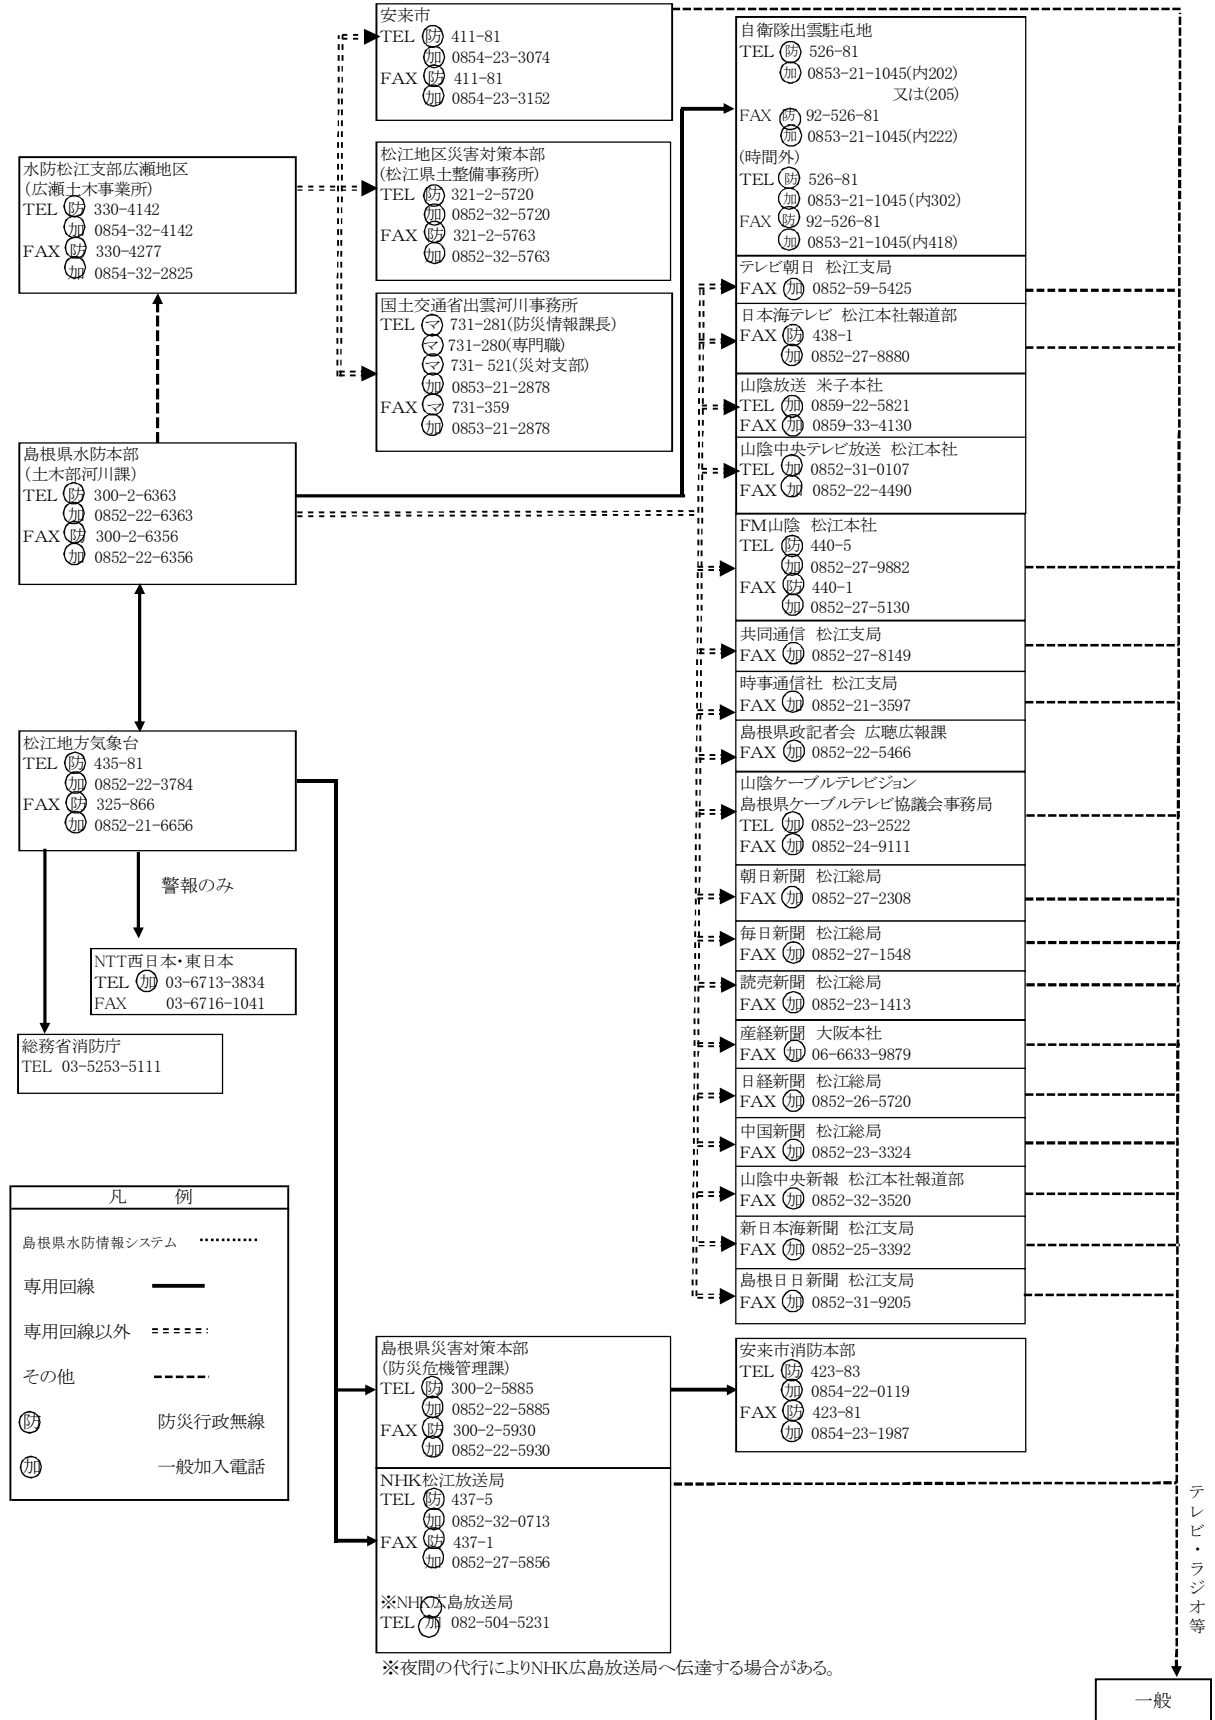 安来市
TEL 防 411-81
加 0854-23-3074
FAX 防 411-81
加 0854-23-3152
松江地区災害対策本部
(松江県土整備事務所)
TEL 防 321-2-5720
加 0852-32-5720
FAX 防 321-2-5763
加 0852-32-5763
国土交通省出雲河川事務所
TEL マ 731-281(防災情報課長)
マ 731-280(専門職)
マ 731-521(災対支部)
加 0853-21-2878
FAX マ 731-359
加 0853-21-2878
水防松江支部広瀬地区
(広瀬土木事業所)
TEL 防 330-4142
加 0854-32-4142
FAX 防 330-4277
加 0854-32-2825
島根県水防本部
(土木部河川課)
TEL 防 300-2-6363
加 0852-22-6363
FAX 防 300-2-6356
加 0852-22-6356
松江地方気象台
TEL 防 435-81
加 0852-22-3784
FAX 防 325-866
加 0852-21-6656
警報のみ
NTT西日本・東日本
TEL 加 03-6713-3834
FAX 03-6716-1041
総務省消防庁
TEL 03-5253-5111
自衛隊出雲駐屯地
TEL 防 526-81
加 0853-21-1045(内202)
又は(205)
FAX 防 92-526-81
加 0853-21-1045(内222)
(時間外)
TEL 防 526-81
加 0853-21-1045(内302)
FAX 防 92-526-81
加 0853-21-1045(内418)
テレビ朝日 松江支局
FAX 加 0852-59-5425
日本海テレビ 松江本社報道部
FAX 防 438-1
加 0852-27-8880
山陰放送 米子本社
TEL 加 0859-22-5821
FAX 加 0859-33-4130
山陰中央テレビ放送 松江本社
TEL 加 0852-31-0107
FAX 加 0852-22-4490
FM山陰 松江本社
TEL 防 440-5
加 0852-27-9882
FAX 防 440-1
加 0852-27-5130
共同通信 松江支局
FAX 加 0852-27-8149
時事通信社 松江支局
FAX 加 0852-21-3597
島根県政記者会 広聴広報課
FAX 加 0852-22-5466
山陰ケーブルテレビジョン
島根県ケーブルテレビ協議会事務局
TEL 加 0852-23-2522
FAX 加 0852-24-9111
朝日新聞 松江総局
FAX 加 0852-27-2308
毎日新聞 松江総局
FAX 加 0852-27-1548
読売新聞 松江総局
FAX 加 0852-23-1413
産経新聞 大阪本社
FAX 加 06-6633-9879
日経新聞 松江総局
FAX 加 0852-26-5720
中国新聞 松江総局
FAX 加 0852-23-3324
山陰中央新報 松江本社報道部
FAX 加 0852-32-3520
新日本海新聞 松江支局
FAX 加 0852-25-3392
島根日日新聞 松江支局
FAX 加 0852-31-9205
凡 例
島根県水防情報システム
専用回線
専用回線以外
その他
防 防災行政無線
加 一般加入電話
島根県災害対策本部
(防災危機管理課)
TEL 防 300-2-5885
加 0852-22-5885
FAX 防 300-2-5930
加 0852-22-5930
安来市消防本部
TEL 防 423-83
加 0854-22-0119
FAX 防 423-81
加 0854-23-1987
NHK松江放送局
TEL 防 437-5
加 0852-32-0713
FAX 防 437-1
加 0852-27-5856
※NHK広島放送局
TEL 加 082-504-5231
※夜間の代行によりNHK広島放送局へ伝達する場合がある。
テレビ・ラジオ等
一般